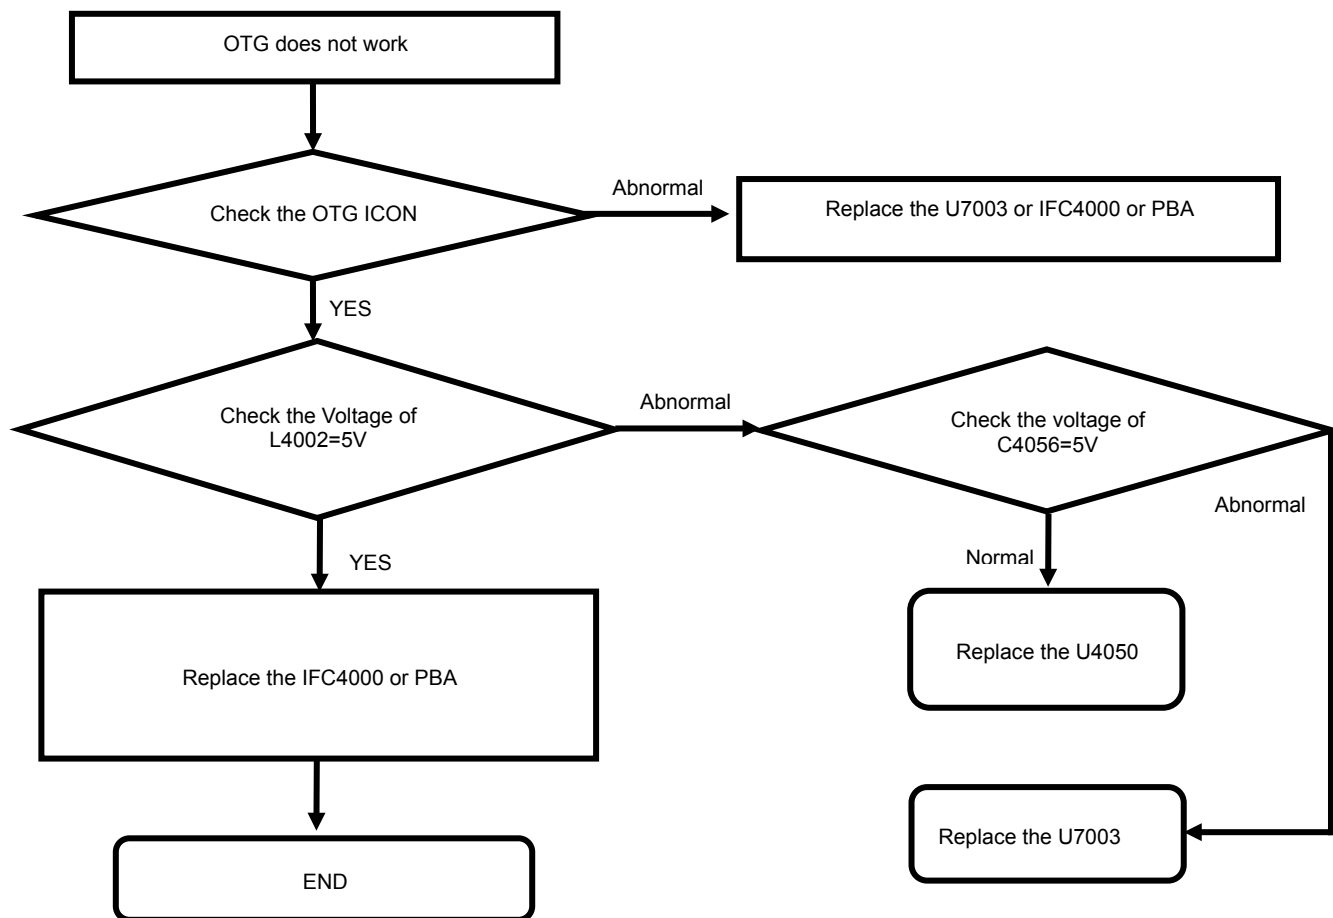 OTG does not work
Check the OTG ICON
Abnormal
Replace the U7003 or IFC4000 or PBA
YES
Check the Voltage of
L4002=5V
Abnormal
Check the voltage of
C4056=5V
Abnormal
YES
Normal
Replace the IFC4000 or PBA
Replace the U4050
Replace the U7003
END